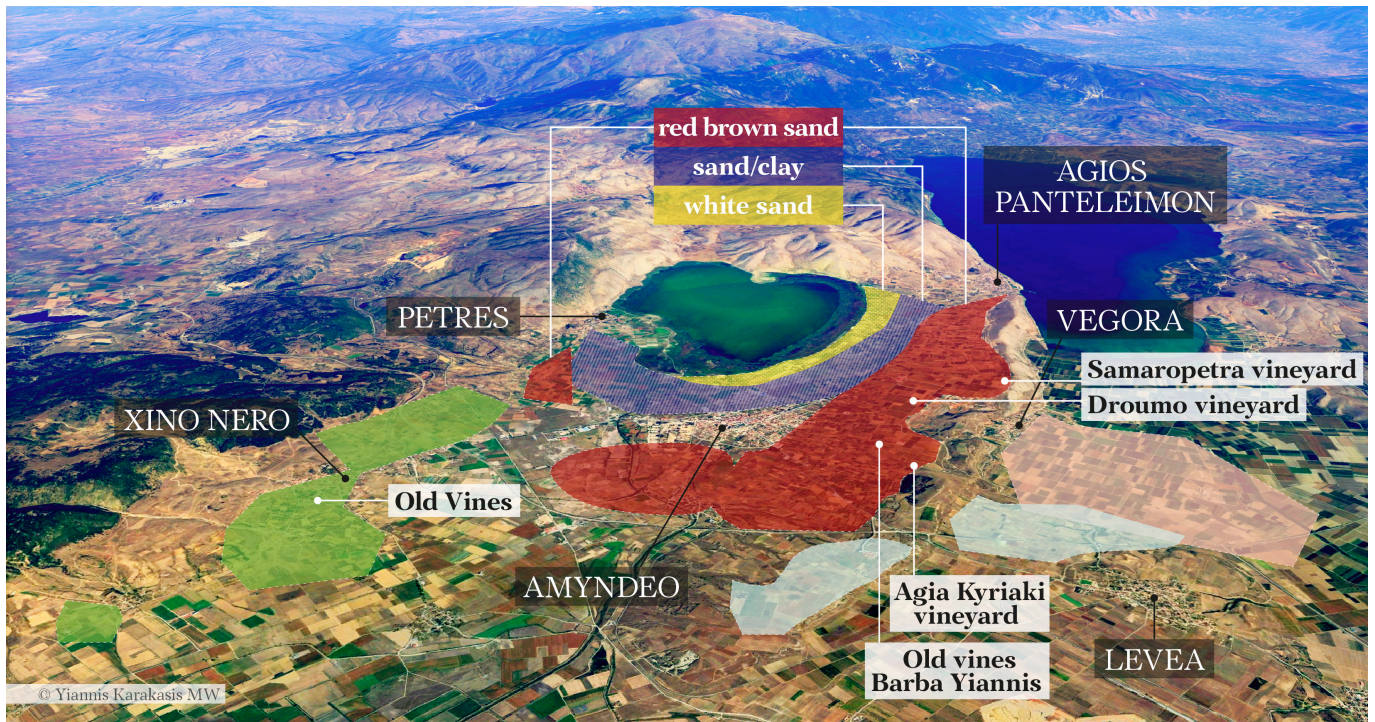 red brown sand
sand/clay
white sand
AGIOS
PANTELEIMON
PETRES
VEGORA
Samaropetra vineyard
Droumo vineyard
XINO NERO
Old Vines
AMYNDEO
Agia Kyriaki
vineyard
Old vines
Barba Yiannis
LEVEA
© Yiannis Karakasis MW